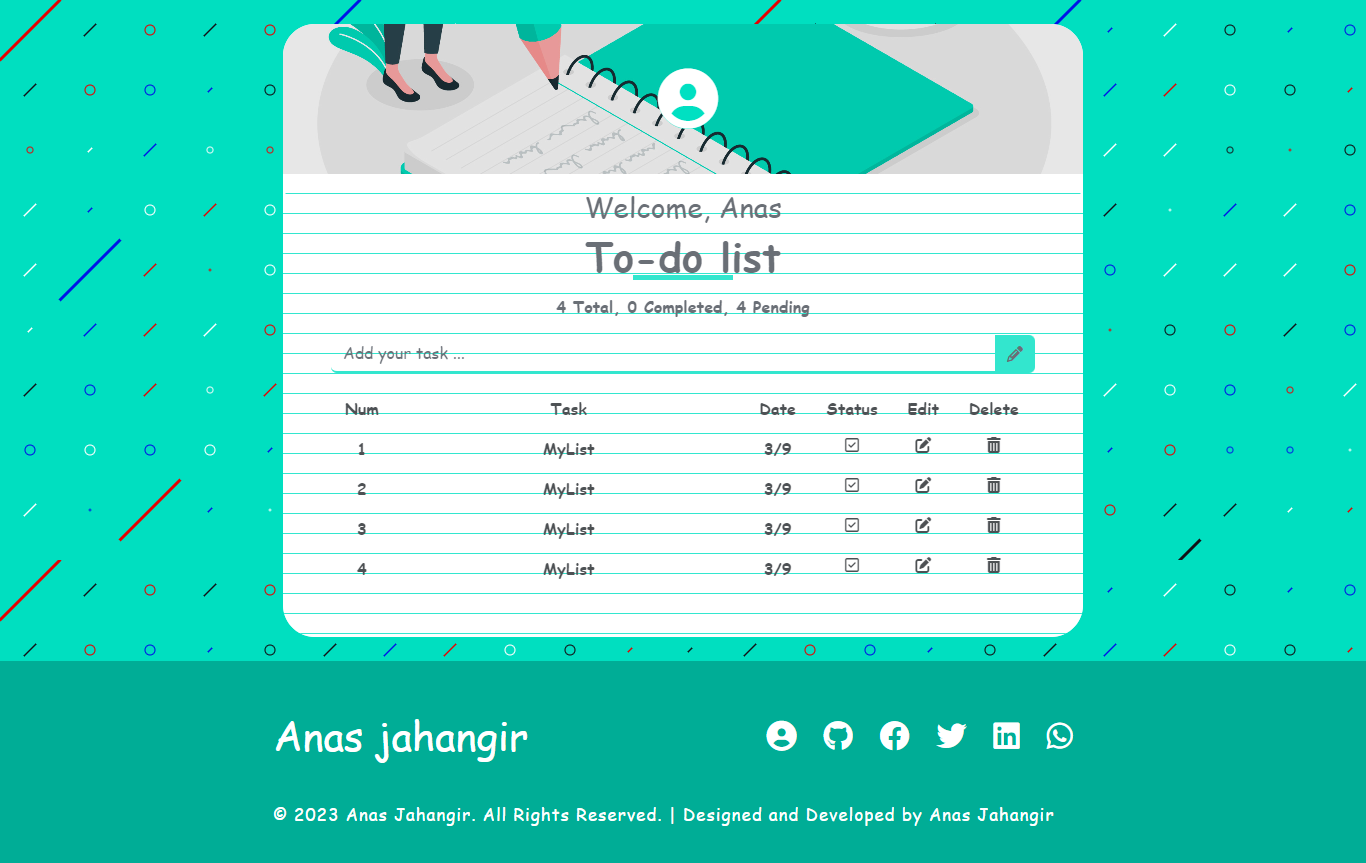 Welcome, Anas
To-do list
4 Total, 0 Completed, 4 Pending
Add your task ...
Num Task Date Status Edit Delete
1 MyList 3/9
2 MyList 3/9
3 MyList 3/9
4 MyList 3/9
Anas jahangir
© 2023 Anas Jahangir. All Rights Reserved. | Designed and Developed by Anas Jahangir